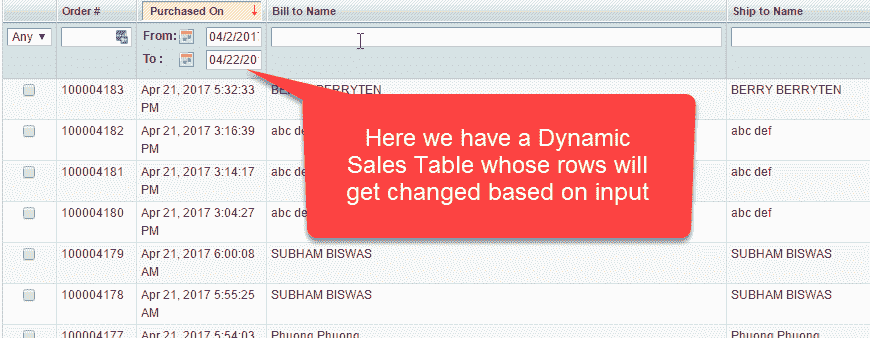 Order # Purchased On Bill to Name Ship to Name
Any From: 04/2/2017
To : 04/22/20
100004183 Apr 21, 2017 5:32:33 PM BERRYTEN BERRY BERRYTEN
100004182 Apr 21, 2017 3:16:39 PM abc de abc def
100004181 Apr 21, 2017 3:14:17 PM abc de abc def
100004180 Apr 21, 2017 3:04:27 PM abc de abc def
100004179 Apr 21, 2017 6:00:08 AM SUBHAM BISWAS SUBHAM BISWAS
100004178 Apr 21, 2017 5:55:25 AM SUBHAM BISWAS SUBHAM BISWAS
100004177 Apr 21, 2017 5:54:03 Phuong Phuong Phuong Phuong
Here we have a Dynamic
Sales Table whose rows will
get changed based on input